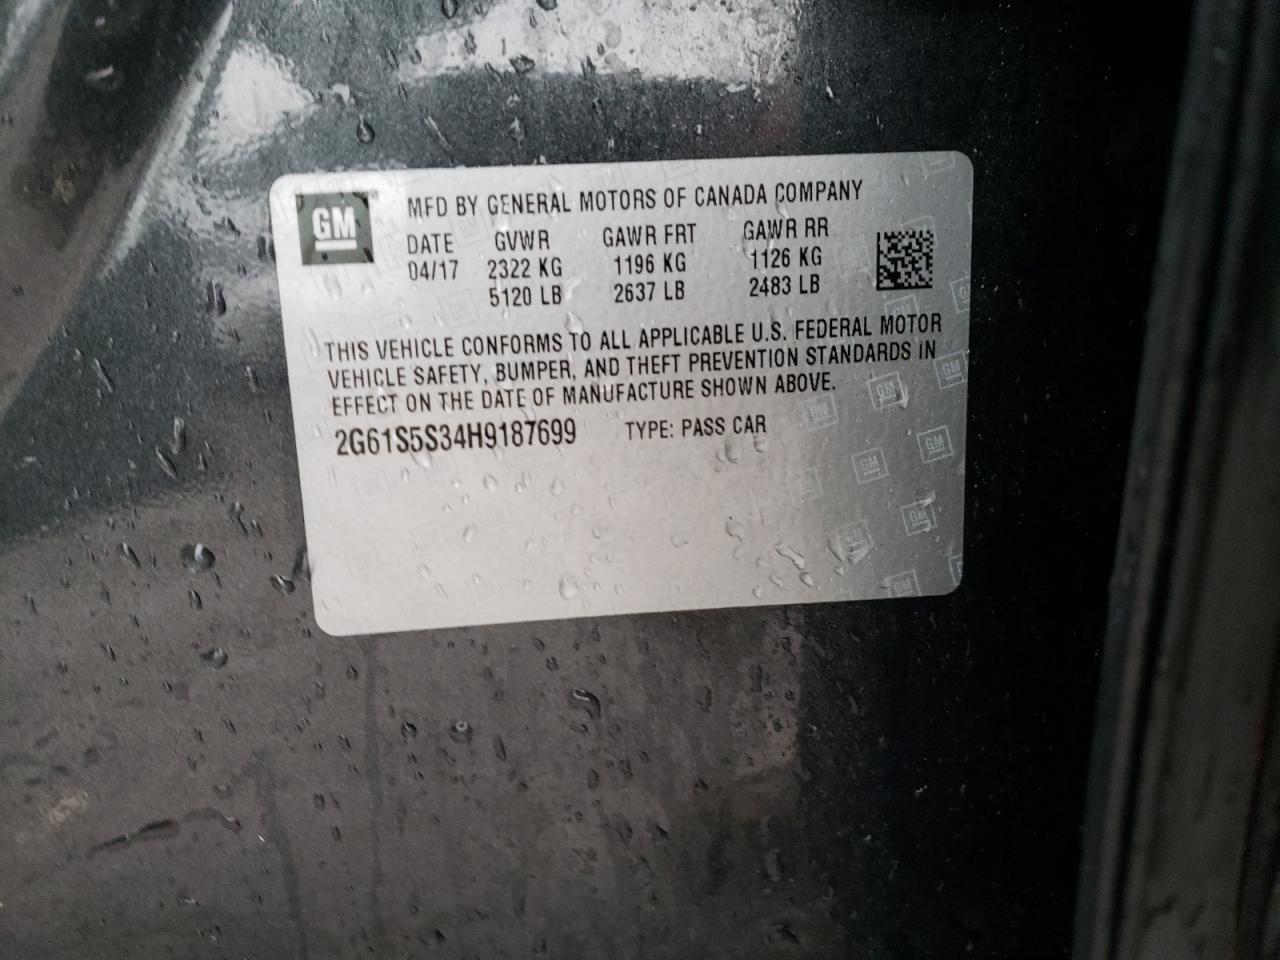 GM
MFD BY GENERAL MOTORS OF CANADA COMPANY
DATE GVWR GAWR FRT GAWR RR
04/17 2322 KG 1196 KG 1126 KG
5120 LB 2637 LB 2483 LB
THIS VEHICLE CONFORMS TO ALL APPLICABLE U.S. FEDERAL MOTOR
VEHICLE SAFETY, BUMPER, AND THEFT PREVENTION STANDARDS IN
EFFECT ON THE DATE OF MANUFACTURE SHOWN ABOVE.
2G61S5S34H9187699 TYPE: PASS CAR